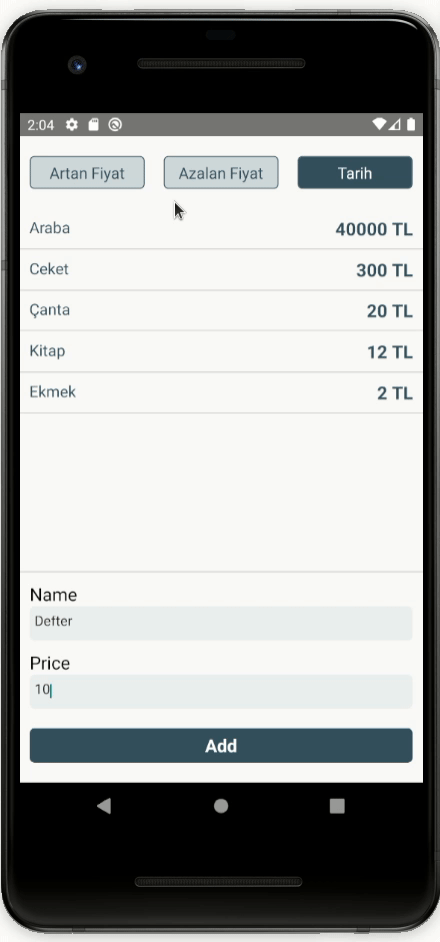 2:04
Artan Fiyat Azalan Fiyat Tarih
Araba 40000 TL
Ceket 300 TL
Çanta 20 TL
Kitap 12 TL
Ekmek 2 TL
Name
Defter
Price
10
Add